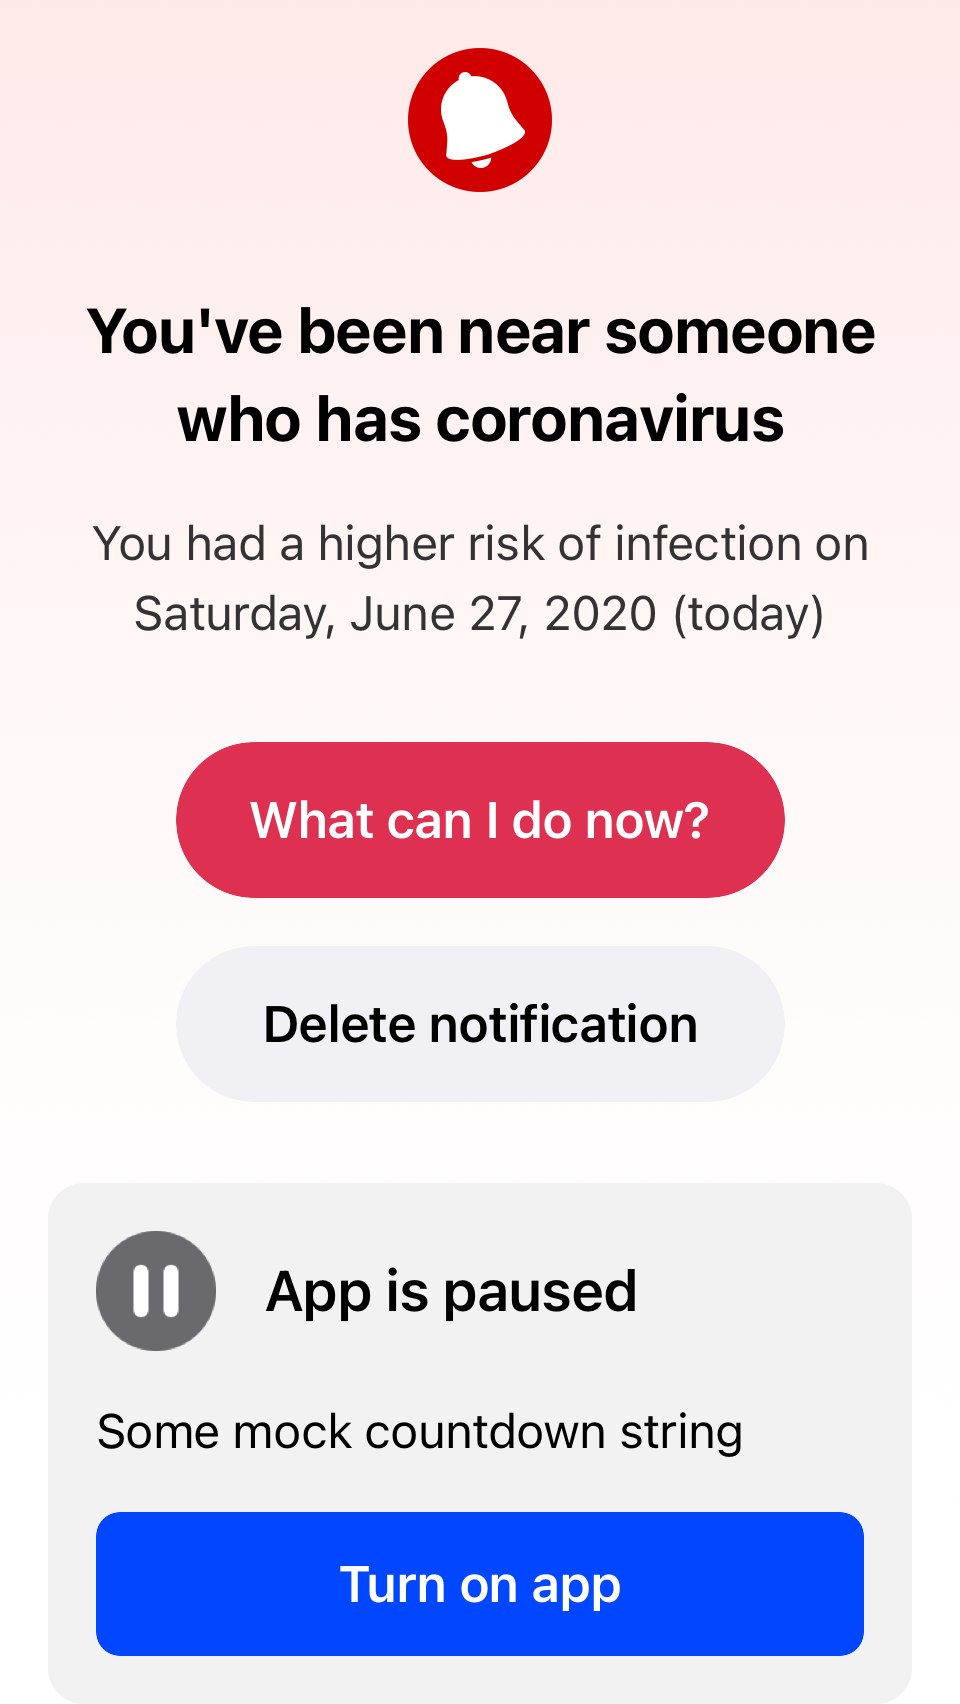 You've been near someone
who has coronavirus
You had a higher risk of infection on
Saturday, June 27, 2020 (today)
What can I do now?
Delete notification
App is paused
Some mock countdown string
Turn on app